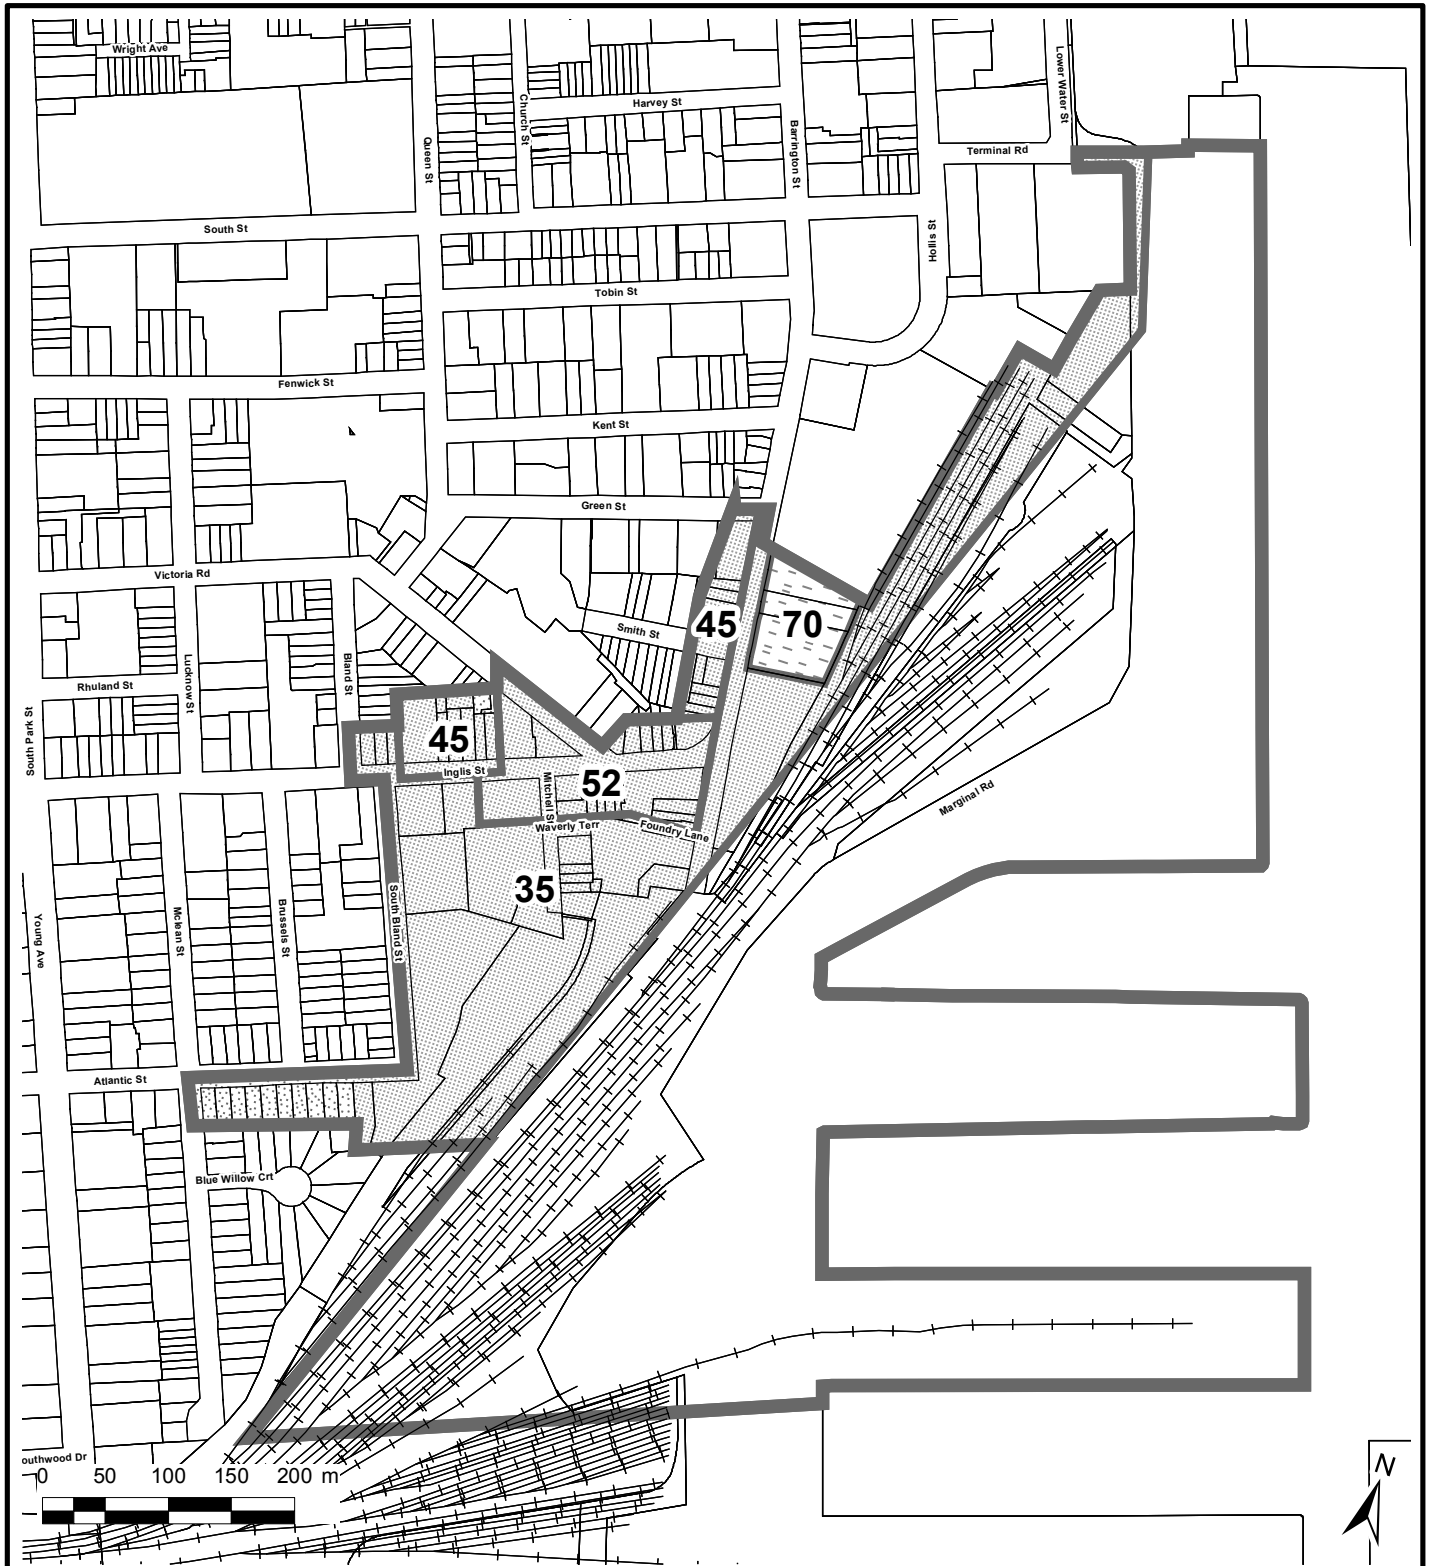 Wright Ave
Lower Water St
Church St
Harvey St
Queen St
Barrington St
Terminal Rd
South St
Hollis St
Tobin St
Fenwick St
Kent St
Green St
Victoria Rd
Smith St
45
70
Bland St
Lucknow St
Rhuland St
South Park St
45
Inglis St
52
Mitchell S
Marginal Rd
Waverly Terr
Foundry Lane
35
South Bland St
Mclean St
Brussels St
Young Ave
Atlantic St
Blue Willow Crt
outhwood Dr
0 50 100 150 200 m
N